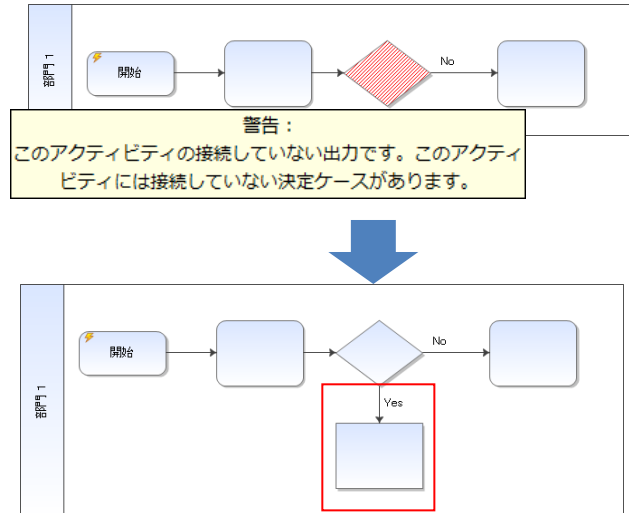 部門 1
開始
No
警告：
このアクティビティの接続していない出力です。このアクティ
ビティには接続していない決定ケースがあります。
部門 1
開始
No
Yes